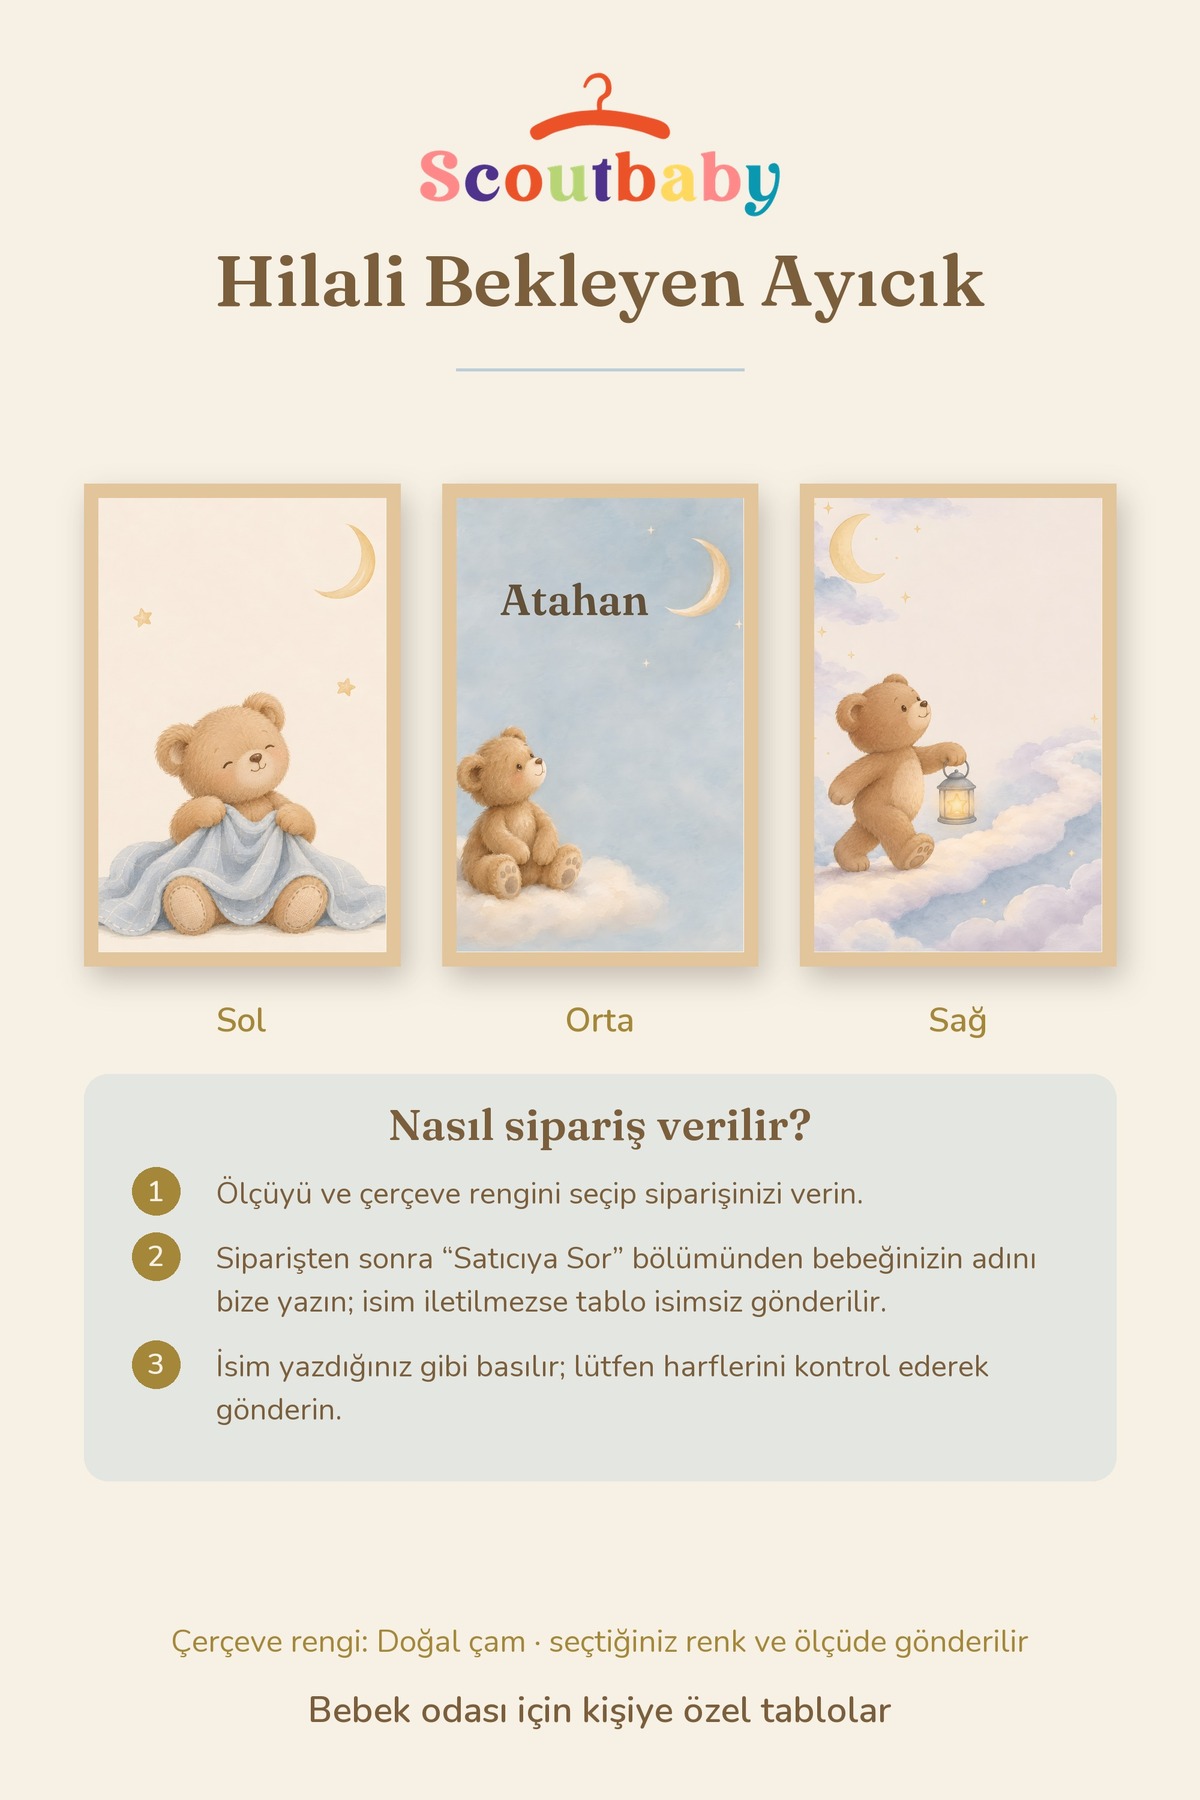 Scoutbaby
Hilali Bekleyen Ayıcık
Atahan
Sol
Orta
Sağ
Nasıl sipariş verilir?
1 Ölçüyü ve çerçeve rengini seçip siparişinizi verin.
2 Siparişten sonra “Satıcıya Sor” bölümünden bebeğinizin adını
bize yazın; isim iletilmezse tablo isimsiz gönderilir.
3 İsim yazdığınız gibi basılır; lütfen harflerini kontrol ederek
gönderin.
Çerçeve rengi: Doğal çam · seçtiğiniz renk ve ölçüde gönderilir
Bebek odası için kişiye özel tablolar